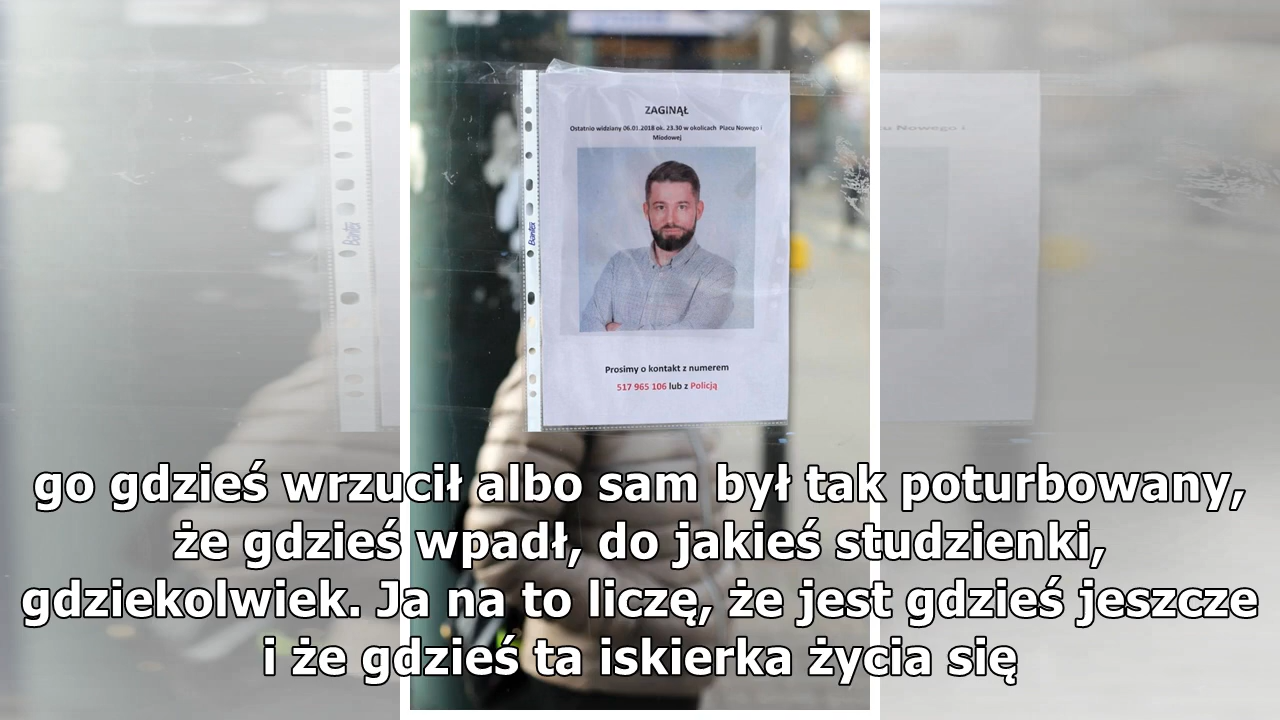 ZAGINĄŁ
Ostatnio widziany 06.01.2018 ok. 23.30 w okolicach Placu Nowego i
Miodowej
Bantex
Prosimy o kontakt z numerem
517 965 106 lub z Policją
go gdzieś wrzucił albo sam był tak poturbowany,
że gdzieś wpadł, do jakieś studzienki,
gdziekolwiek. Ja na to liczę, że jest gdzieś jeszcze
i że gdzieś ta iskierka życia się